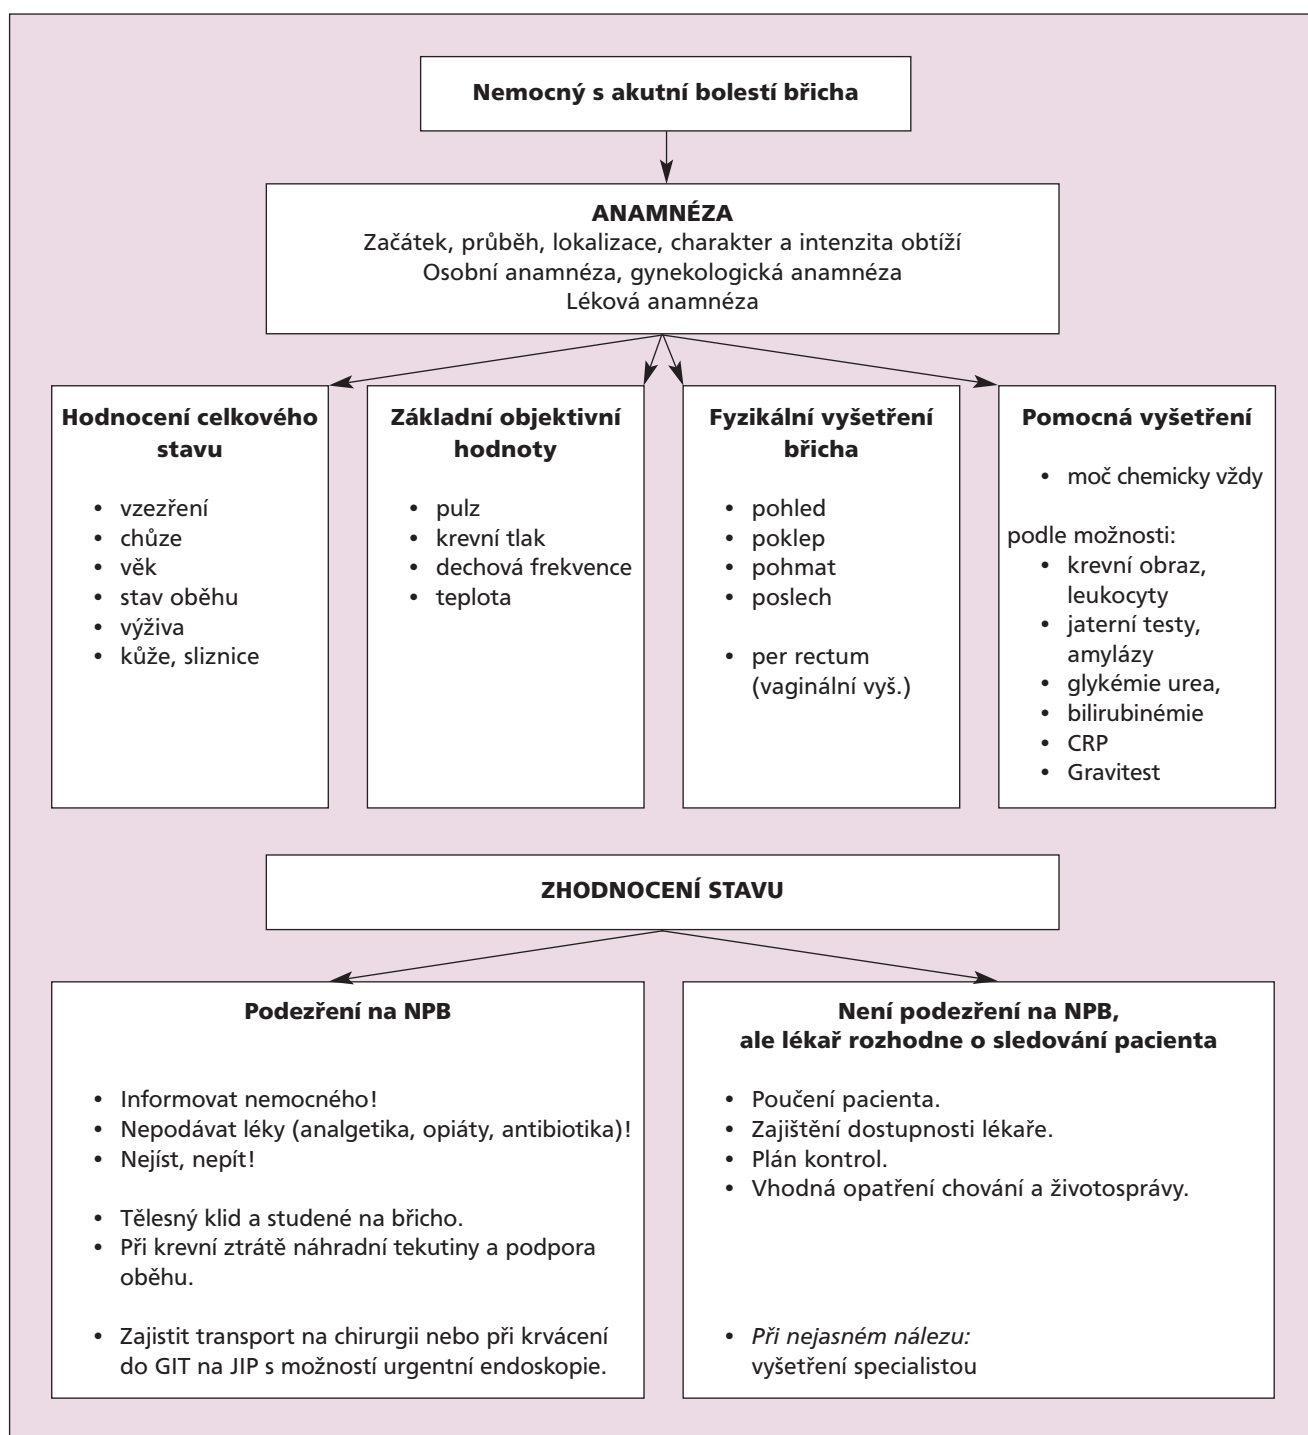 Nemocný s akutní bolestí břicha
ANAMNÉZA
Začátek, průběh, lokalizace, charakter a intenzita obtíží
Osobní anamnéza, gynekologická anamnéza
Léková anamnéza
Hodnocení celkového
stavu
• vzezření
• chůze
• věk
• stav oběhu
• výživa
• kůže, sliznice
Základní objektivní
hodnoty
• pulz
• krevní tlak
• dechová frekvence
• teplota
Fyzikální vyšetření
břicha
• pohled
• poklep
• pohmat
• poslech
• per rectum
(vaginální vyš.)
Pomocná vyšetření
• moč chemicky vždy
podle možnosti:
• krevní obraz,
leukocyty
• jaterní testy,
amylázy
• glykémie urea,
• bilirubinémie
• CRP
• Gravitest
ZHODNOCENÍ STAVU
Podezření na NPB
• Informovat nemocného!
• Nepodávat léky (analgetika, opiáty, antibiotika)!
• Nejíst, nepít!
• Tělesný klid a studené na břicho.
• Při krevní ztrátě náhradní tekutiny a podpora
oběhu.
• Zajistit transport na chirurgii nebo při krvácení
do GIT na JIP s možností urgentní endoskopie.
Není podezření na NPB,
ale lékař rozhodne o sledování pacienta
• Poučení pacienta.
• Zajištění dostupnosti lékaře.
• Plán kontrol.
• Vhodná opatření chování a životosprávy.
• Při nejasném nálezu:
vyšetření specialistou